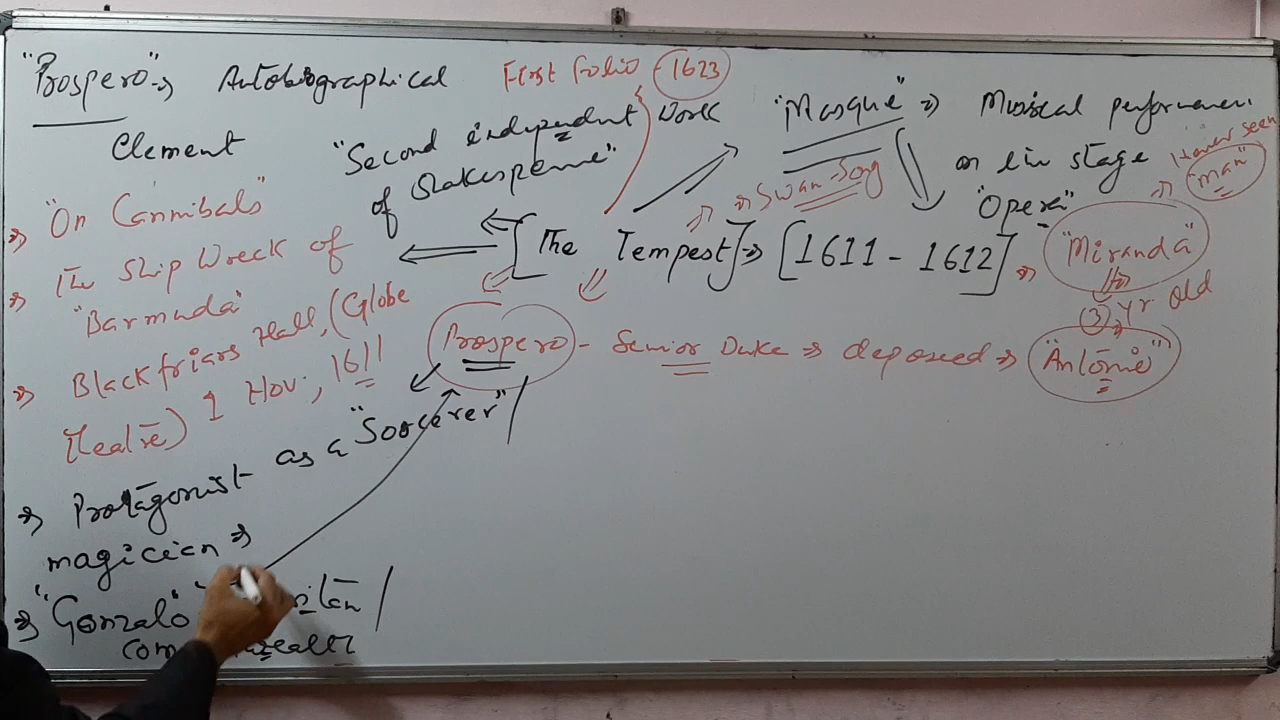 "Prospero" => Autobiographical
Element
First Folio - 1623
"Second independent work
of Shakespeare"
"Masque" => Musical performance
on live stage
"Opera"
=> Swan-Song
Never seen
"man"
[The Tempest] => [1611 - 1612] =>
"Miranda"
(3) yr old
=> "On Cannibals"
=> The Ship Wreck of
"Barmuda"
=> Blackfriars Hall, (Globe
Theatre) 1 Nov, 1611
Prospero - Senior Duke => deposed => "Antonio"
=> Protagonist as a "Sorcerer" /
magician =>
=> "Gonzalo"